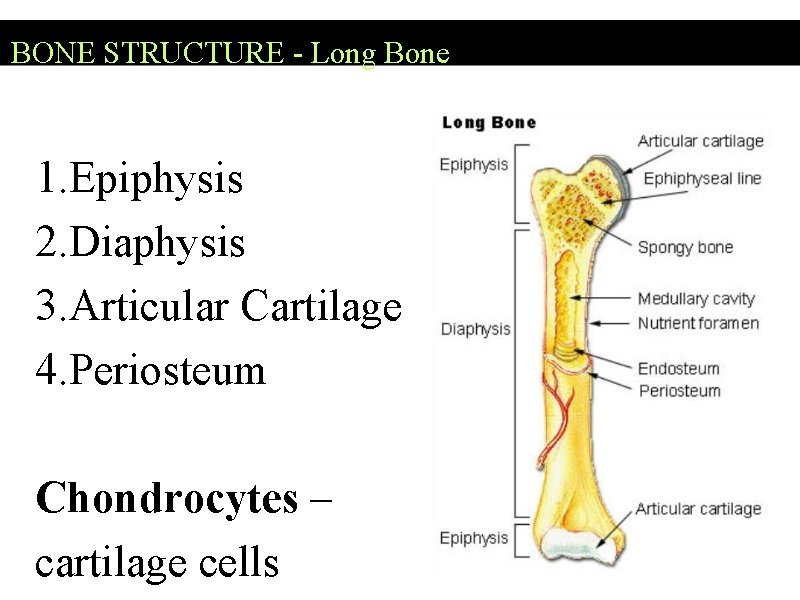 BONE STRUCTURE - Long Bone
1.Epiphysis
2.Diaphysis
3.Articular Cartilage
4.Periosteum
Chondrocytes –
cartilage cells
Long Bone
Epiphysis
Articular cartilage
Ephiphyseal line
Spongy bone
Medullary cavity
Nutrient foramen
Diaphysis
Endosteum
Periosteum
Articular cartilage
Epiphysis